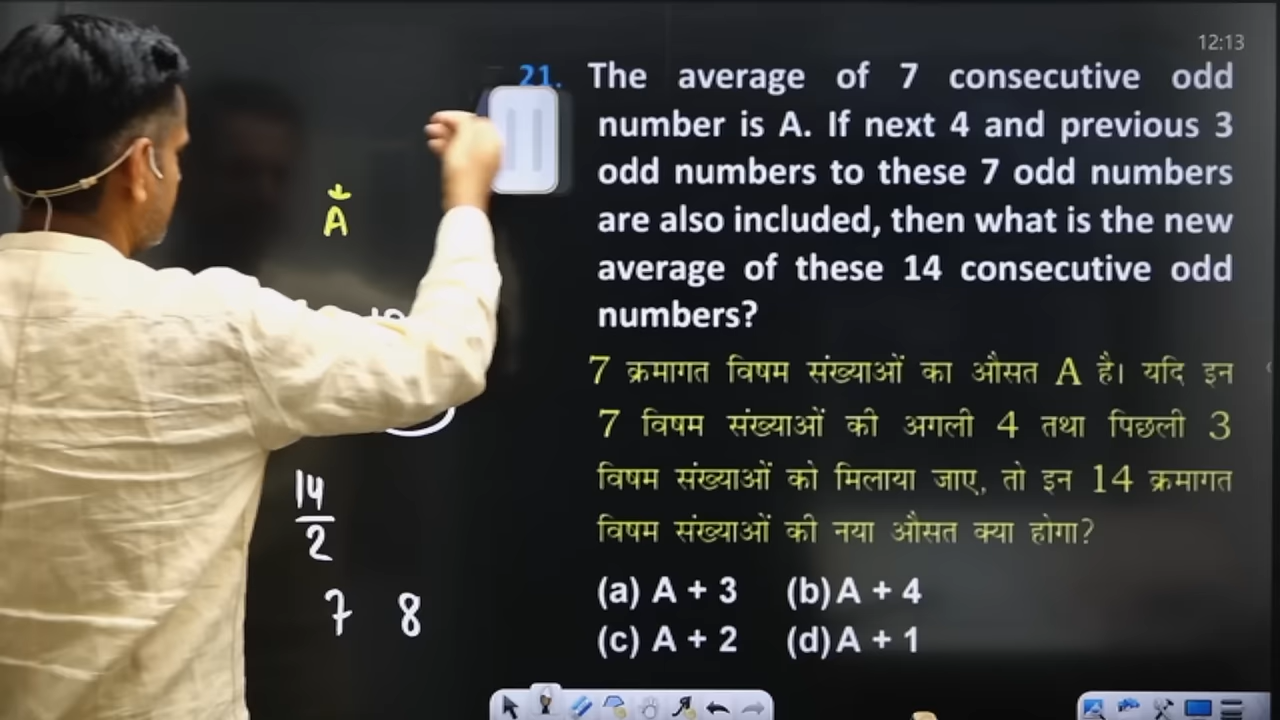 12:13
21. The average of 7 consecutive odd
number is A. If next 4 and previous 3
odd numbers to these 7 odd numbers
are also included, then what is the new
average of these 14 consecutive odd
numbers?
7 क्रमागत विषम संख्याओं का औसत A है। यदि इन
7 विषम संख्याओं की अगली 4 तथा पिछली 3
विषम संख्याओं को मिलाया जाए, तो इन 14 क्रमागत
विषम संख्याओं की नया औसत क्या होगा?
(a) A + 3 (b) A + 4
(c) A + 2 (d) A + 1
A
14
2
7 8